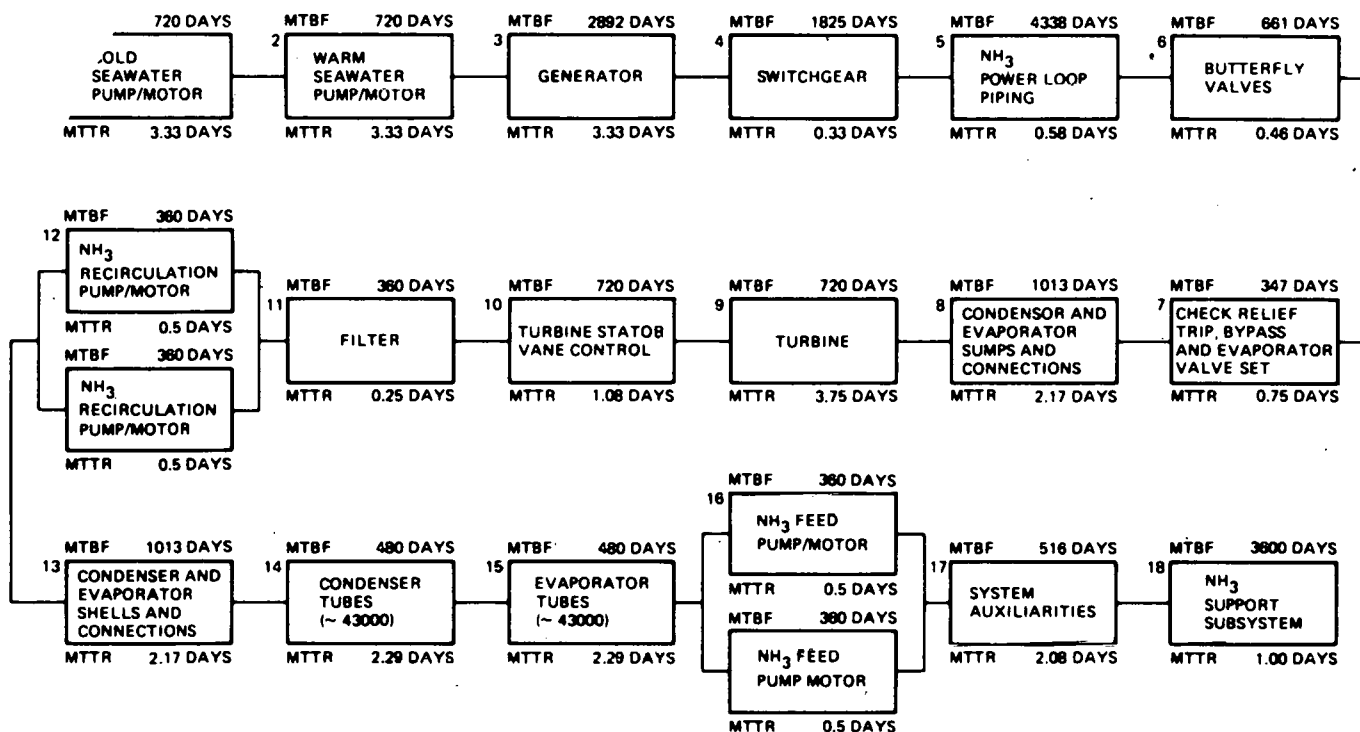 720 DAYS
OLD
SEAWATER
PUMP/MOTOR
MTTR 3.33 DAYS
MTBF 720 DAYS
2
WARM
SEAWATER
PUMP/MOTOR
MTTR 3.33 DAYS
MTBF 2892 DAYS
3
GENERATOR
MTTR 3.33 DAYS
MTBF 1825 DAYS
4
SWITCHGEAR
MTTR 0.33 DAYS
MTBF 4338 DAYS
5
NH3
POWER LOOP
PIPING
MTTR 0.58 DAYS
MTBF 661 DAYS
6
BUTTERFLY
VALVES
MTTR 0.46 DAYS
MTBF 360 DAYS
12
NH3
RECIRCULATION
PUMP/MOTOR
MTTR 0.5 DAYS
MTBF 360 DAYS
NH3
RECIRCULATION
PUMP/MOTOR
MTTR 0.5 DAYS
MTBF 360 DAYS
11
FILTER
MTTR 0.25 DAYS
MTBF 720 DAYS
10
TURBINE STATOB
VANE CONTROL
MTTR 1.08 DAYS
MTBF 720 DAYS
9
TURBINE
MTTR 3.75 DAYS
MTBF 1013 DAYS
8
CONDENSOR AND
EVAPORATOR
SUMPS AND
CONNECTIONS
MTTR 2.17 DAYS
MTBF 347 DAYS
7
CHECK RELIEF
TRIP, BYPASS
AND EVAPORATOR
VALVE SET
MTTR 0.75 DAYS
MTBF 1013 DAYS
13
CONDENSER AND
EVAPORATOR
SHELLS AND
CONNECTIONS
MTTR 2.17 DAYS
MTBF 480 DAYS
14
CONDENSER
TUBES
(~ 43000)
MTTR 2.29 DAYS
MTBF 480 DAYS
15
EVAPORATOR
TUBES
(~ 43000)
MTTR 2.29 DAYS
MTBF 360 DAYS
16
NH3 FEED
PUMP/MOTOR
MTTR 0.5 DAYS
MTBF 360 DAYS
NH3 FEED
PUMP MOTOR
MTTR 0.5 DAYS
MTBF 516 DAYS
17
SYSTEM
AUXILIARITIES
MTTR 2.08 DAYS
MTBF 3600 DAYS
18
NH3
SUPPORT
SUBSYSTEM
MTTR 1.00 DAYS